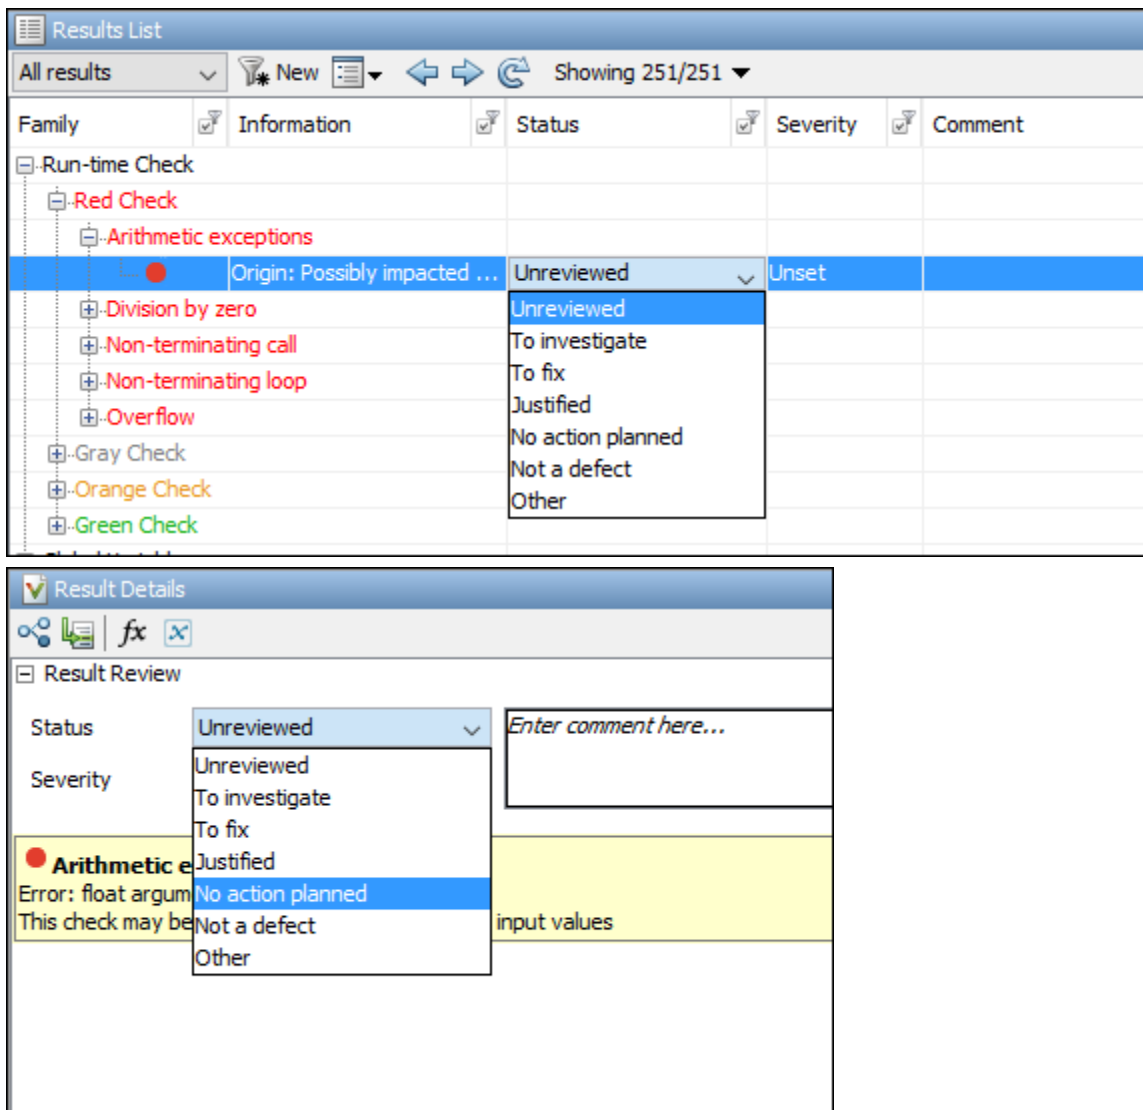 Results List
All results New Showing 251/251
Family Information Status Severity Comment
Run-time Check
Red Check
Arithmetic exceptions
Origin: Possibly impacted ... Unreviewed Unset
Unreviewed
Division by zero
To investigate
Non-terminating call
To fix
Non-terminating loop
Justified
Overflow
No action planned
Gray Check
Not a defect
Orange Check
Other
Green Check
Result Details
fx x
Result Review
Status Unreviewed Enter comment here...
Unreviewed
Severity
To investigate
To fix
Arithmetic e Justified
Error: float argum No action planned
This check may be Not a defect input values
Other